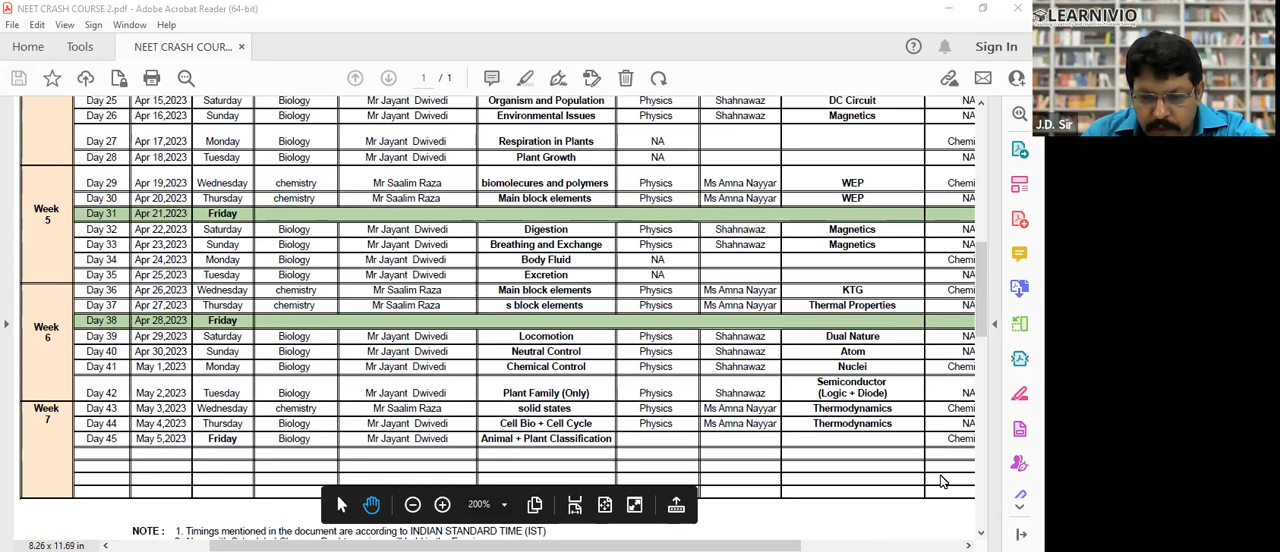 NEET CRASH COURSE 2.pdf - Adobe Acrobat Reader (64-bit)
File Edit View Sign Window Help
Home Tools NEET CRASH COUR... × Sign In
1 / 1
Day 25 Apr 15,2023 Saturday Biology Mr Jayant Dwivedi Organism and Population Physics Shahnawaz DC Circuit NA
Day 26 Apr 16,2023 Sunday Biology Mr Jayant Dwivedi Environmental Issues Physics Shahnawaz Magnetics NA
Day 27 Apr 17,2023 Monday Biology Mr Jayant Dwivedi Respiration in Plants NA Chemi
Day 28 Apr 18,2023 Tuesday Biology Mr Jayant Dwivedi Plant Growth NA NA
Week 5
Day 29 Apr 19,2023 Wednesday chemistry Mr Saalim Raza biomolecures and polymers Physics Ms Amna Nayyar WEP Chemi
Day 30 Apr 20,2023 Thursday chemistry Mr Saalim Raza Main block elements Physics Ms Amna Nayyar WEP NA
Day 31 Apr 21,2023 Friday
Day 32 Apr 22,2023 Saturday Biology Mr Jayant Dwivedi Digestion Physics Shahnawaz Magnetics NA
Day 33 Apr 23,2023 Sunday Biology Mr Jayant Dwivedi Breathing and Exchange Physics Shahnawaz Magnetics NA
Day 34 Apr 24,2023 Monday Biology Mr Jayant Dwivedi Body Fluid NA Chemi
Day 35 Apr 25,2023 Tuesday Biology Mr Jayant Dwivedi Excretion NA NA
Week 6
Day 36 Apr 26,2023 Wednesday chemistry Mr Saalim Raza Main block elements Physics Ms Amna Nayyar KTG Chemi
Day 37 Apr 27,2023 Thursday chemistry Mr Saalim Raza s block elements Physics Ms Amna Nayyar Thermal Properties NA
Day 38 Apr 28,2023 Friday
Day 39 Apr 29,2023 Saturday Biology Mr Jayant Dwivedi Locomotion Physics Shahnawaz Dual Nature NA
Day 40 Apr 30,2023 Sunday Biology Mr Jayant Dwivedi Neutral Control Physics Shahnawaz Atom NA
Day 41 May 1,2023 Monday Biology Mr Jayant Dwivedi Chemical Control Physics Shahnawaz Nuclei NA
Day 42 May 2,2023 Tuesday Biology Mr Jayant Dwivedi Plant Family (Only) Physics Shahnawaz Semiconductor (Logic + Diode) NA
Week 7
Day 43 May 3,2023 Wednesday chemistry Mr Saalim Raza solid states Physics Ms Amna Nayyar Thermodynamics Chemi
Day 44 May 4,2023 Thursday Biology Mr Jayant Dwivedi Cell Bio + Cell Cycle Physics Ms Amna Nayyar Thermodynamics NA
Day 45 May 5,2023 Friday Biology Mr Jayant Dwivedi Animal + Plant Classification Chemi
200%
NOTE : 1. Timings mentioned in the document are according to INDIAN STANDARD TIME (IST)
8.26 x 11.69 in
LEARNIVIO
J.D. Sir